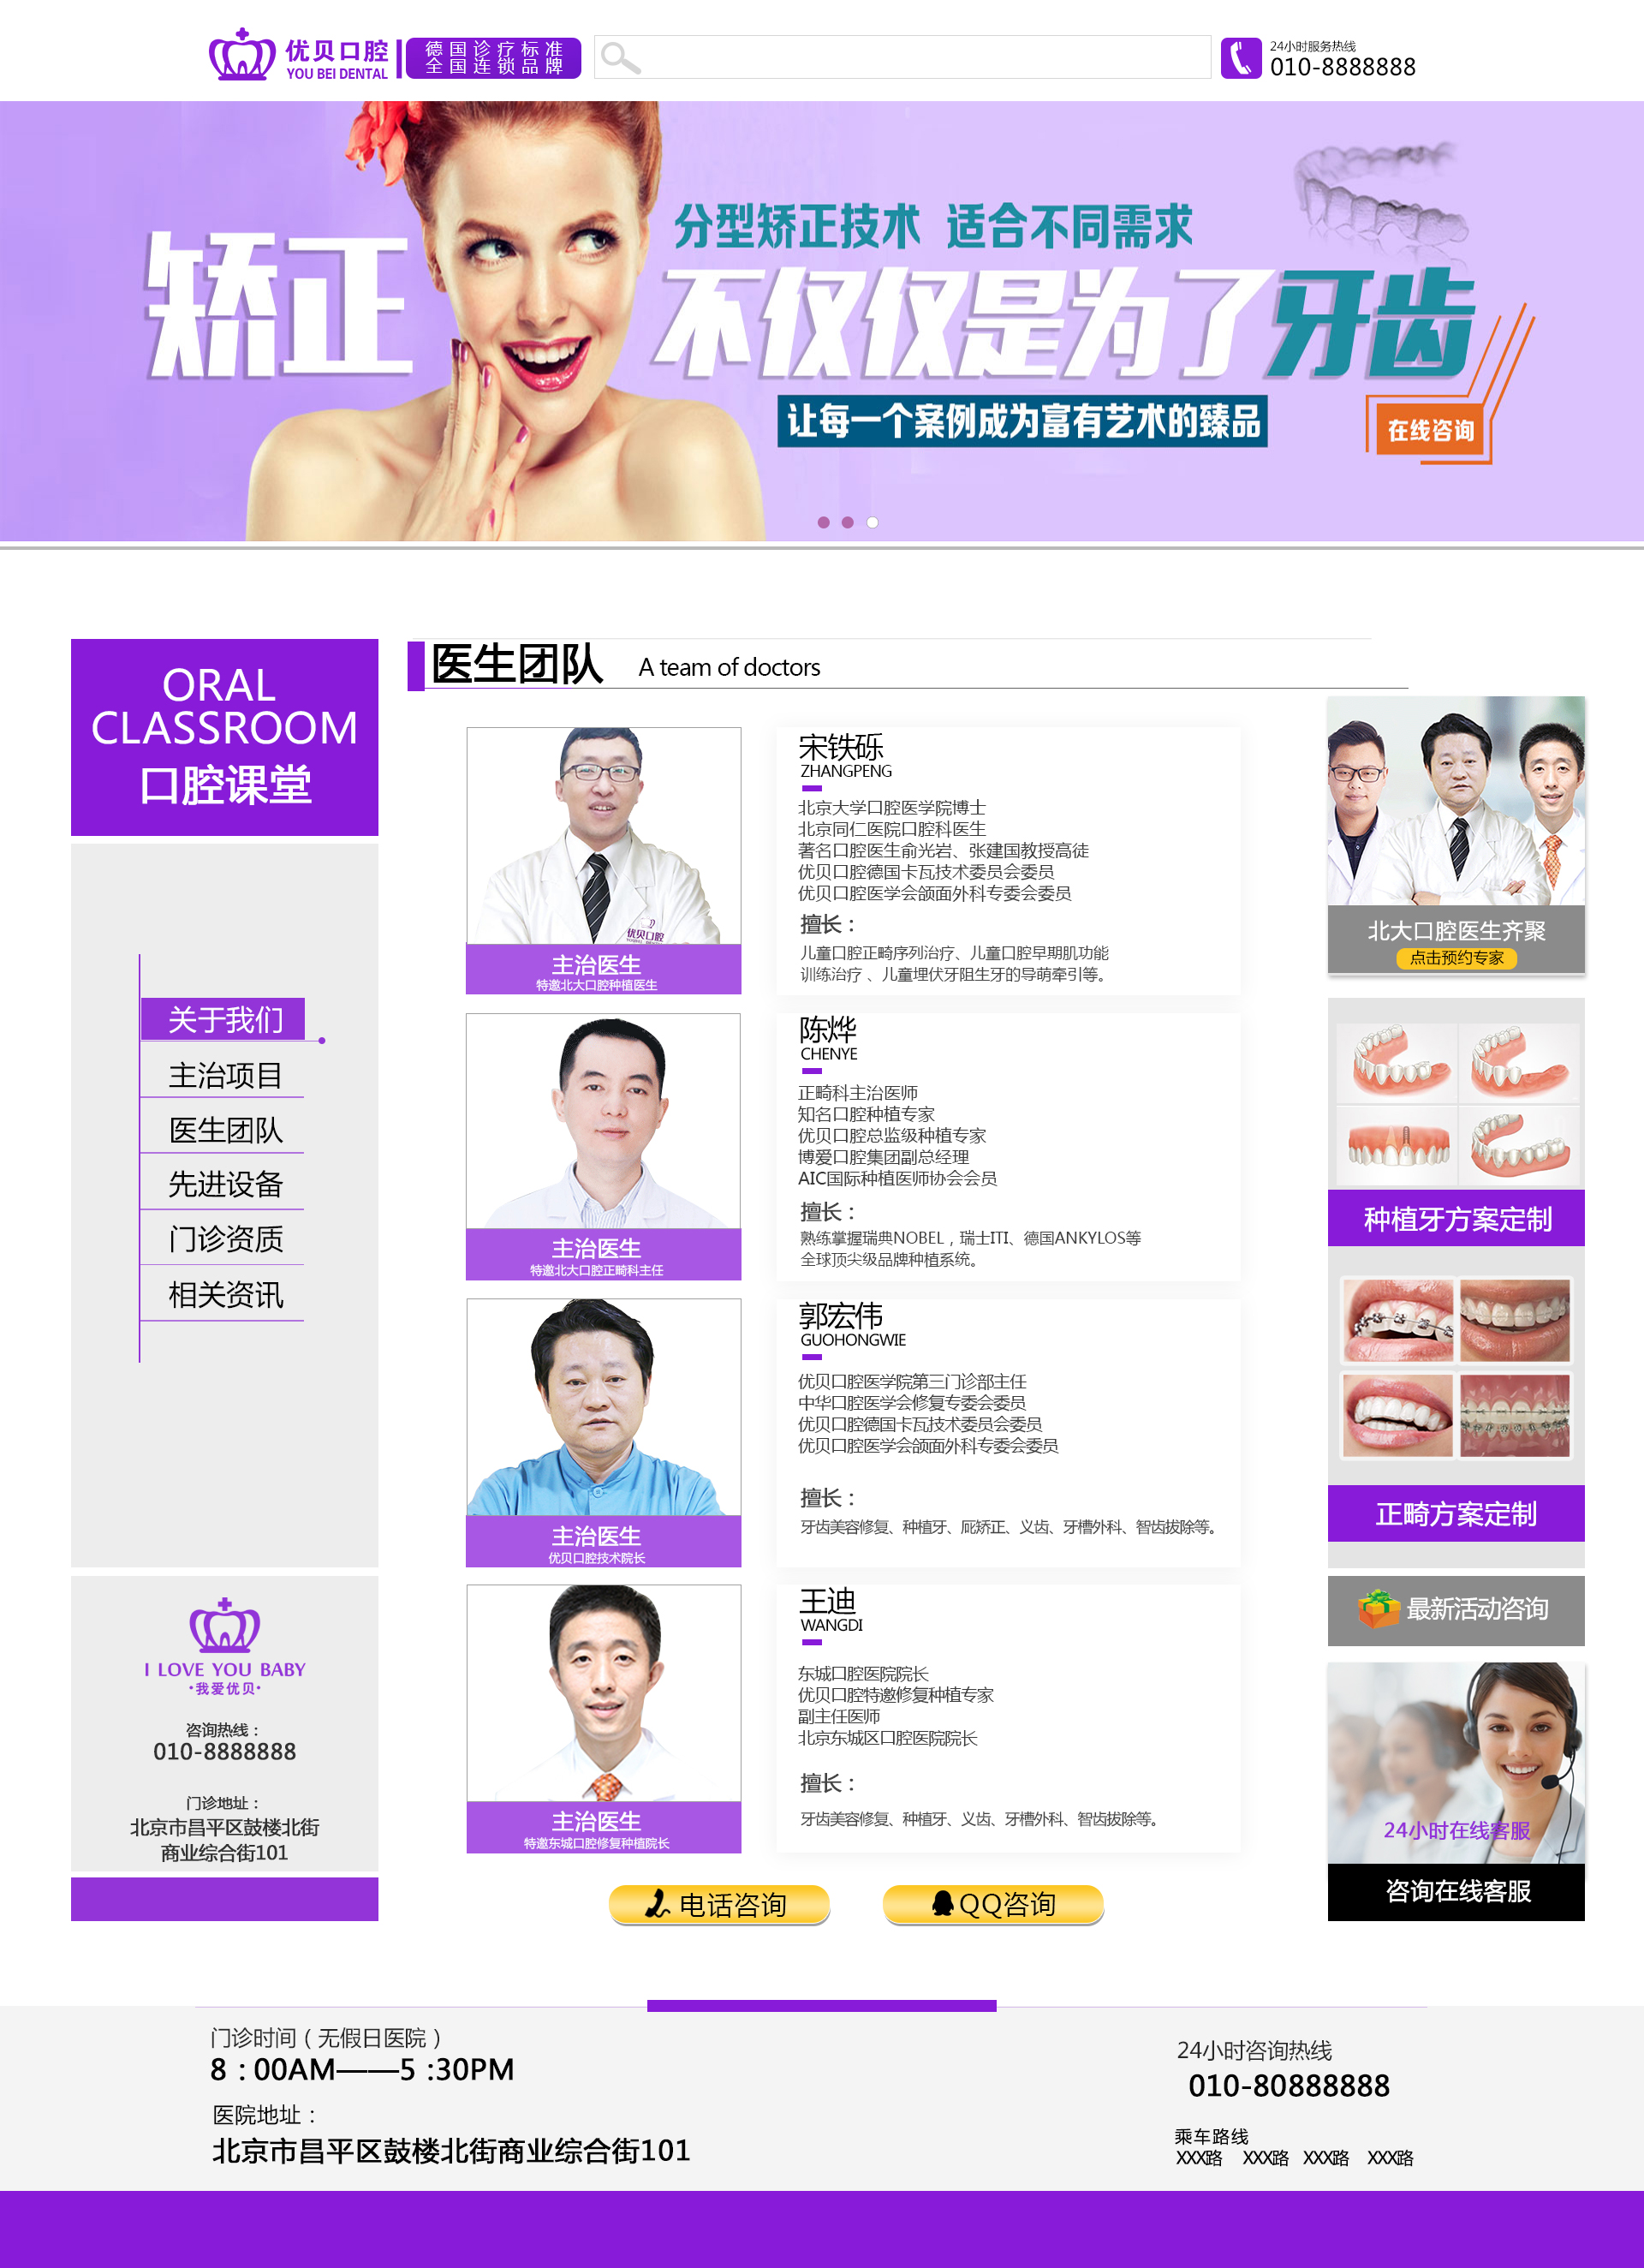 优贝口腔
YOU BEI DENTAL
德国诊疗标准
全国连锁品牌
24小时服务热线
010-8888888
矫正
分型矫正技术 适合不同需求
不仅仅是为了牙齿
让每一个案例成为富有艺术的臻品
在线咨询
ORAL
CLASSROOM
口腔课堂
关于我们
主治项目
医生团队
先进设备
门诊资质
相关资讯
I LOVE YOU BABY
•我爱优贝•
咨询热线：
010-8888888
门诊地址：
北京市昌平区鼓楼北街
商业综合街101
医生团队 A team of doctors
优贝口腔
主治医生
特邀北大口腔种植医生
宋铁砾
ZHANGPENG
北京大学口腔医学院博士
北京同仁医院口腔科医生
著名口腔医生俞光岩、张建国教授高徒
优贝口腔德国卡瓦技术委员会委员
优贝口腔医学会颌面外科专委会委员
擅长：
儿童口腔正畸序列治疗、儿童口腔早期肌功能
训练治疗 、儿童埋伏牙阻生牙的导萌牵引等。
主治医生
特邀北大口腔正畸科主任
陈烨
CHENYE
正畸科主治医师
知名口腔种植专家
优贝口腔总监级种植专家
博爱口腔集团副总经理
AIC国际种植医师协会会员
擅长：
熟练掌握瑞典NOBEL，瑞士ITI、德国ANKYLOS等
全球顶尖级品牌种植系统。
主治医生
优贝口腔技术院长
郭宏伟
GUOHONGWIE
优贝口腔医学院第三门诊部主任
中华口腔医学会修复专委会委员
优贝口腔德国卡瓦技术委员会委员
优贝口腔医学会颌面外科专委会委员
擅长：
牙齿美容修复、种植牙、㕂矫正、义齿、牙槽外科、智齿拔除等。
主治医生
特邀东城口腔修复种植院长
王迪
WANGDI
东城口腔医院院长
优贝口腔特邀修复种植专家
副主任医师
北京东城区口腔医院院长
擅长：
牙齿美容修复、种植牙、义齿、牙槽外科、智齿拔除等。
电话咨询
QQ咨询
北大口腔医生齐聚
点击预约专家
种植牙方案定制
正畸方案定制
最新活动咨询
24小时在线客服
咨询在线客服
门诊时间（无假日医院）
8：00AM——5 :30PM
医院地址：
北京市昌平区鼓楼北街商业综合街101
24小时咨询热线
010-80888888
乘车路线
XXX路 XXX路 XXX路 XXX路